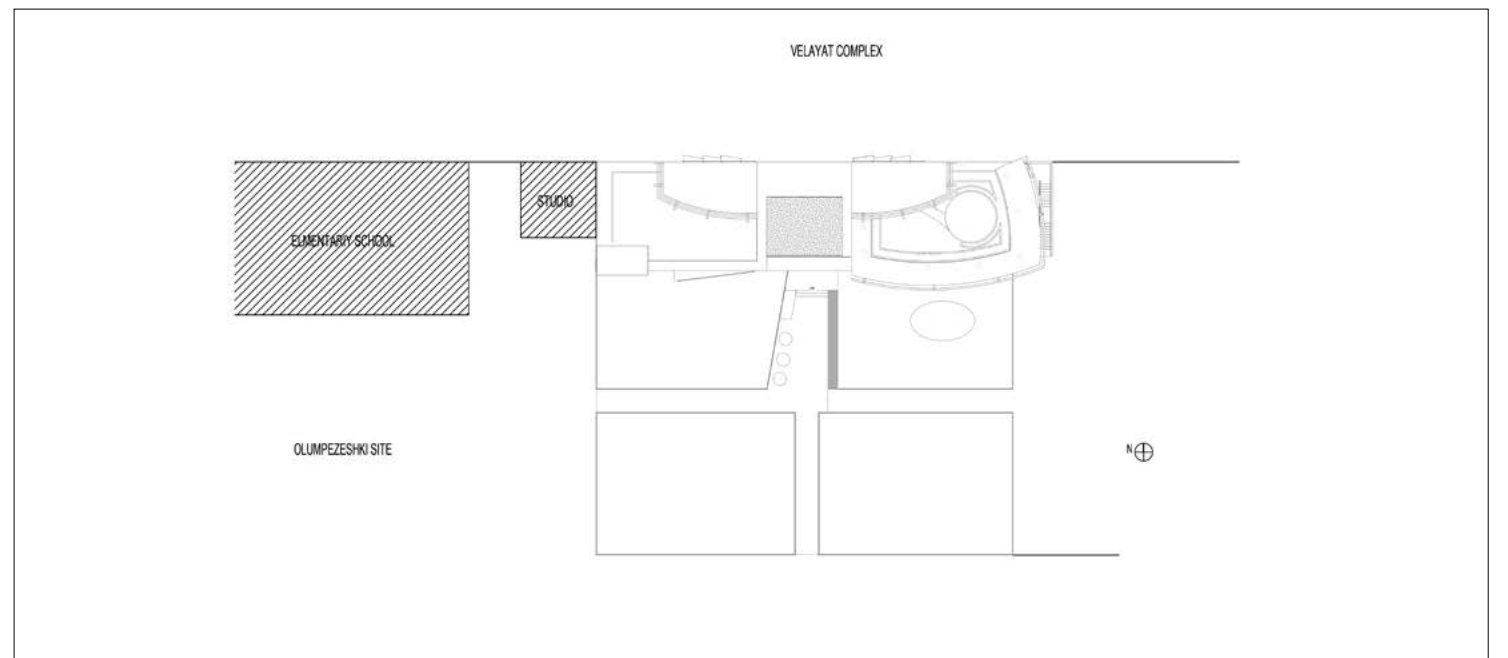 VELAYAT COMPLEX
STUDIO
ELMENTARIY SCHOOL
OLUMPEZESHKI SITE
N